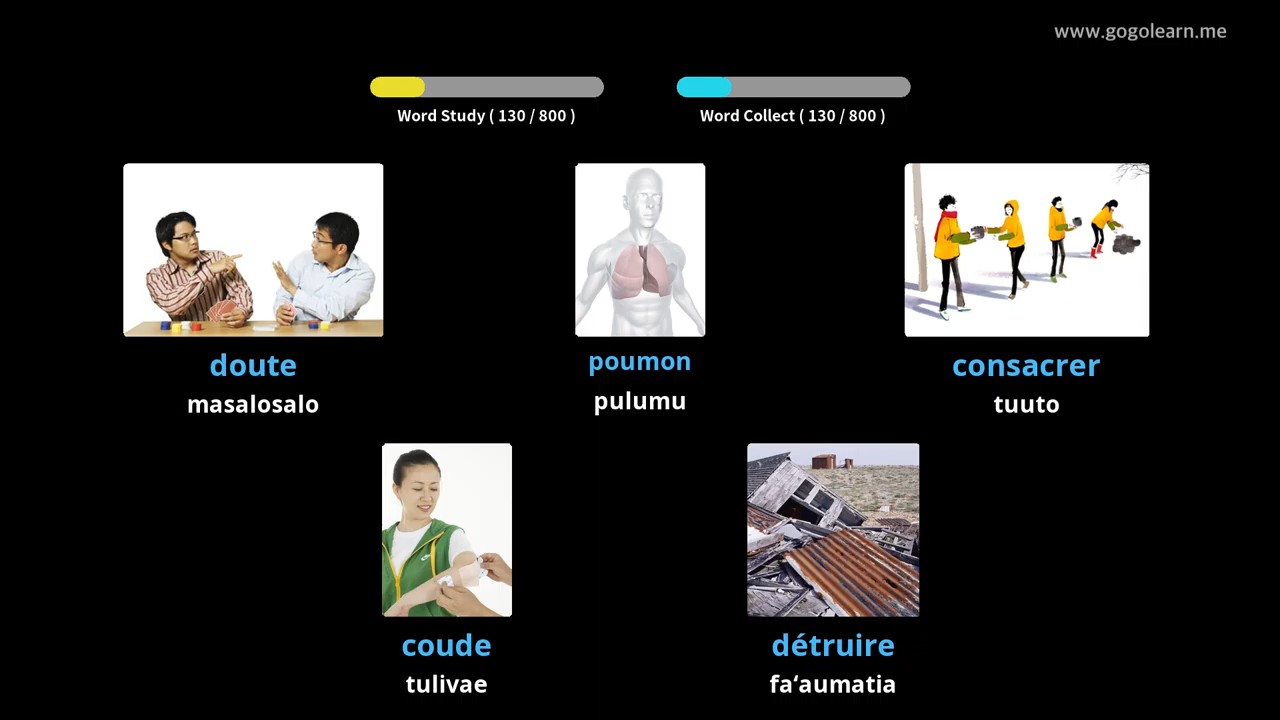 www.gogolearn.me
Word Study ( 130 / 800 )
Word Collect ( 130 / 800 )
doute
masalosalo
poumon
pulumu
consacrer
tuuto
coude
tulivae
détruire
fa‘aumatia